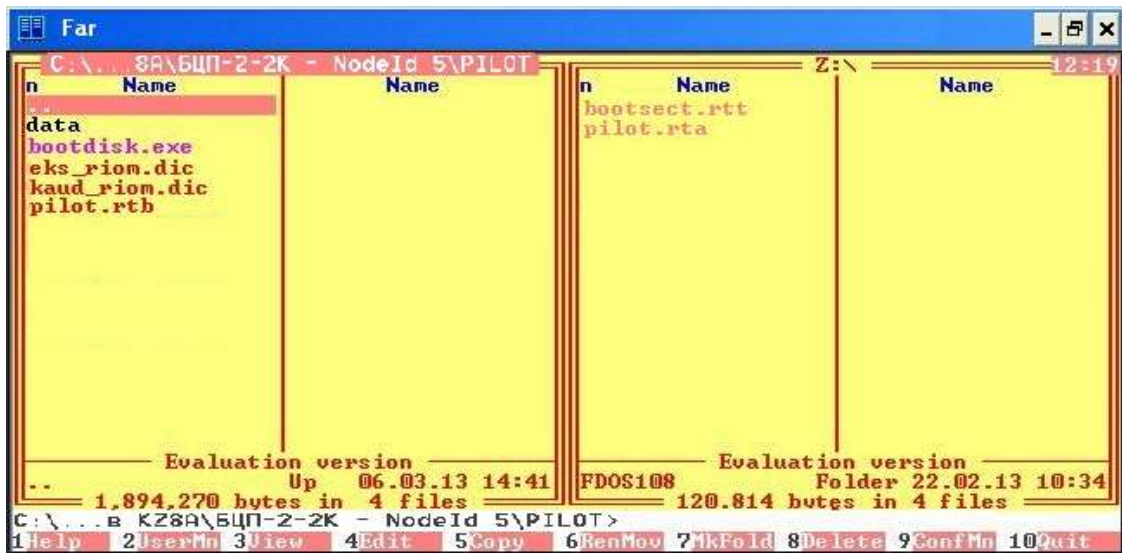 Far
C:\...8A\БЦП-2-2K - NodeId 5\PILOT
Z:\
12:19
n Name Name
n Name Name
..
data
bootdisk.exe
eks_riom.dic
kaud_riom.dic
pilot.rtb
bootsect.rtt
pilot.rta
Evaluation version
.. Up 06.03.13 14:41
1,894,270 bytes in 4 files
Evaluation version
FDOS108 Folder 22.02.13 10:34
120.814 bytes in 4 files
C:\...в KZ8A\БЦП-2-2K - NodeId 5\PILOT>
1Help 2UserMn 3View 4Edit 5Copy 6RenMov 7MkFold 8Delete 9ConfMn 10Quit